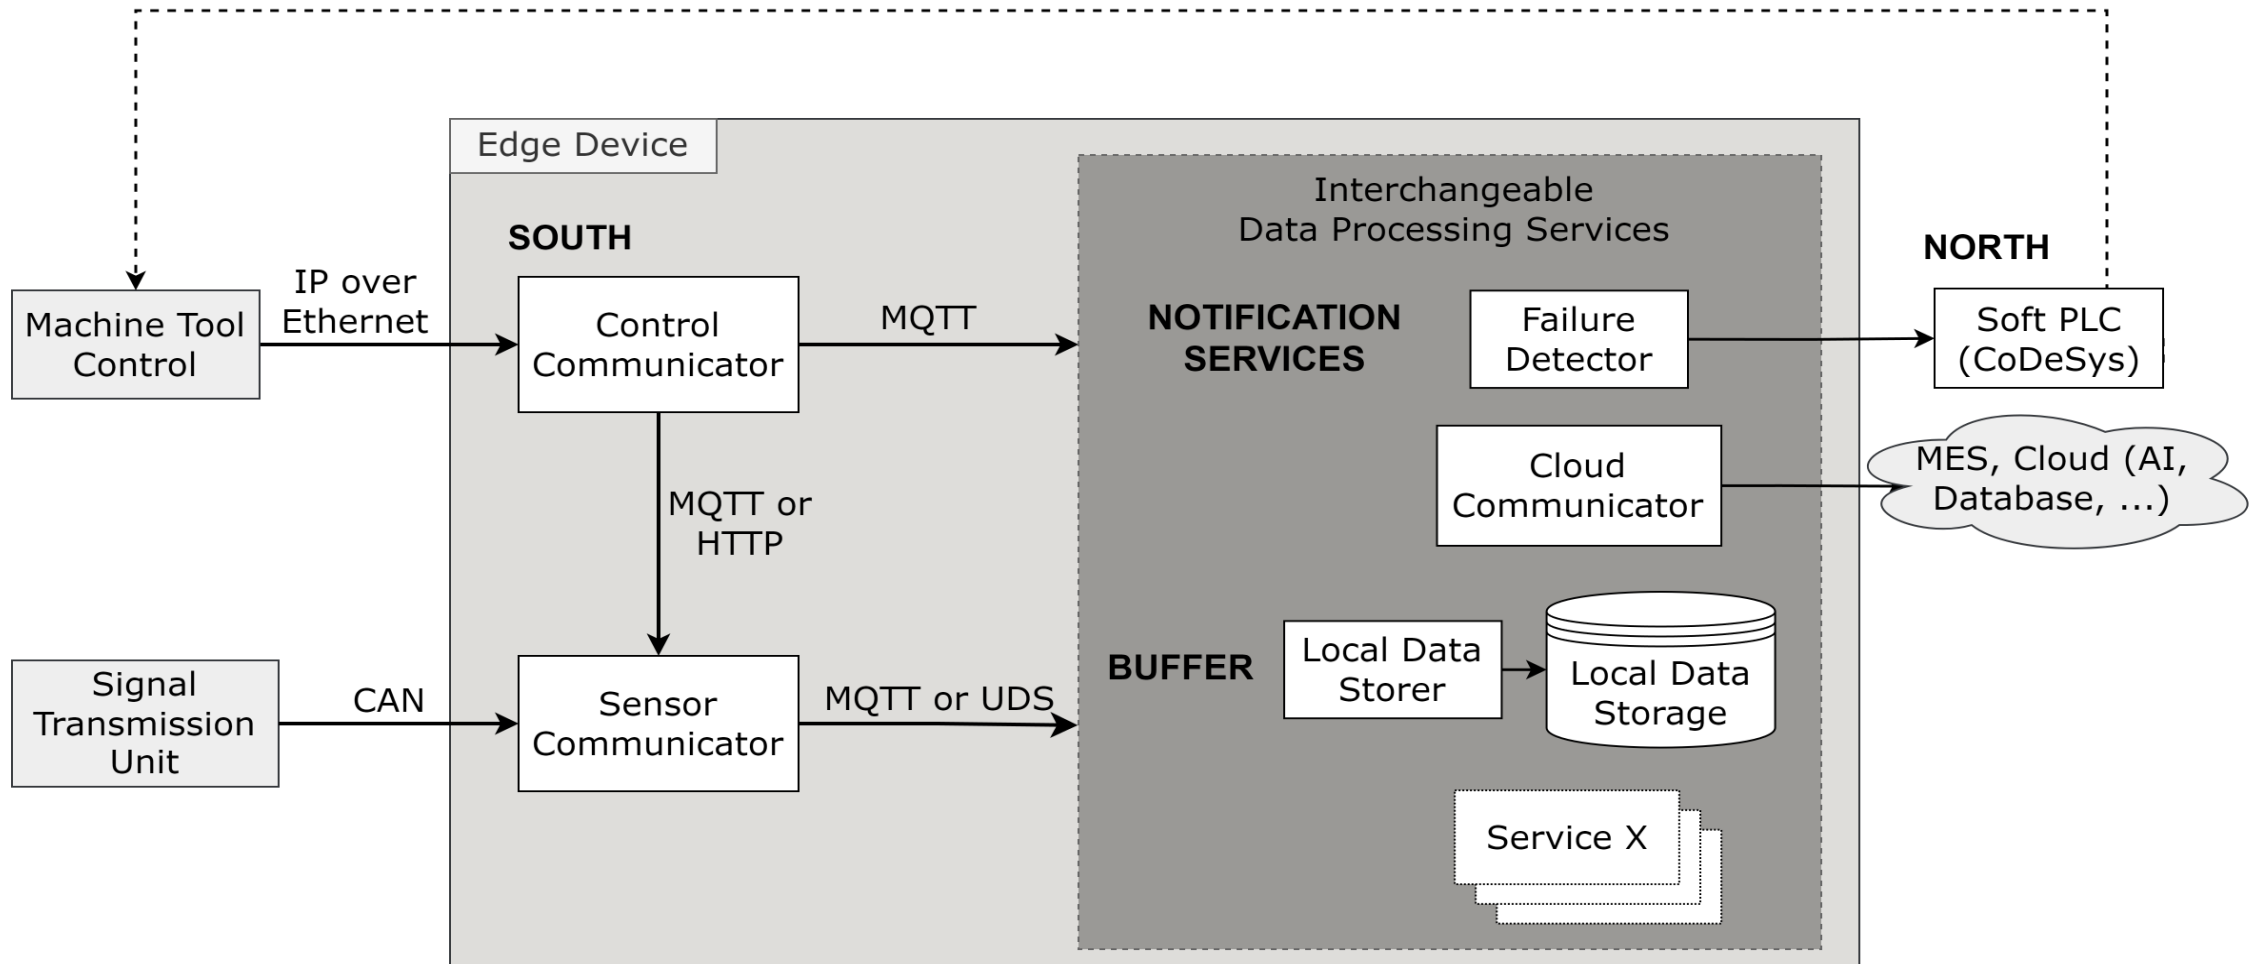 Edge Device
Interchangeable
Data Processing Services
SOUTH
NORTH
Machine Tool
Control
IP over
Ethernet
Control
Communicator
MQTT
NOTIFICATION
SERVICES
Failure
Detector
Soft PLC
(CoDeSys)
Cloud
Communicator
MES, Cloud (AI,
Database, ...)
MQTT or
HTTP
Signal
Transmission
Unit
CAN
Sensor
Communicator
MQTT or UDS
BUFFER
Local Data
Storer
Local Data
Storage
Service X